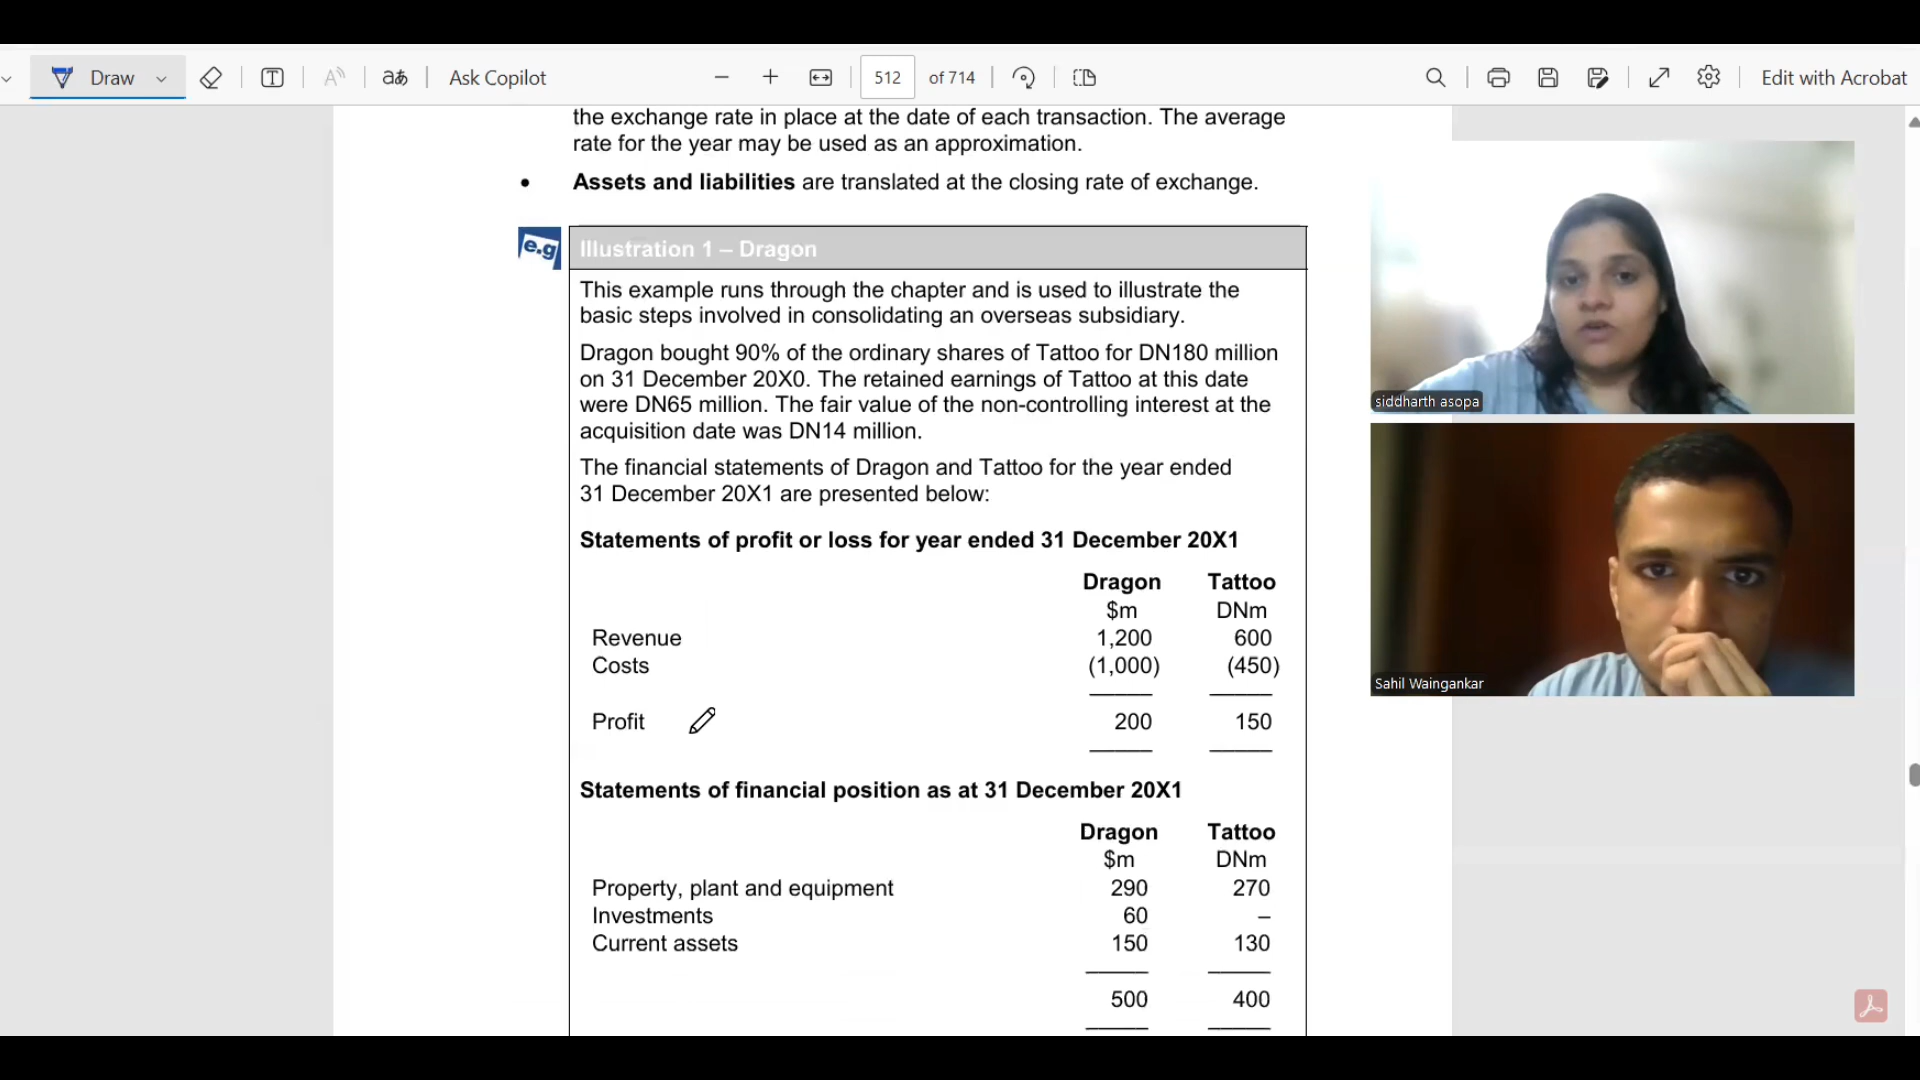 Draw
aあ
Ask Copilot
512
of 714
Edit with Acrobat
the exchange rate in place at the date of each transaction. The average
rate for the year may be used as an approximation.
• Assets and liabilities are translated at the closing rate of exchange.
e.g
Illustration 1 – Dragon
This example runs through the chapter and is used to illustrate the
basic steps involved in consolidating an overseas subsidiary.
Dragon bought 90% of the ordinary shares of Tattoo for DN180 million
on 31 December 20X0. The retained earnings of Tattoo at this date
were DN65 million. The fair value of the non-controlling interest at the
acquisition date was DN14 million.
The financial statements of Dragon and Tattoo for the year ended
31 December 20X1 are presented below:
Statements of profit or loss for year ended 31 December 20X1
Dragon Tattoo
$m DNm
Revenue 1,200 600
Costs (1,000) (450)
Profit 200 150
Statements of financial position as at 31 December 20X1
Dragon Tattoo
$m DNm
Property, plant and equipment 290 270
Investments 60 –
Current assets 150 130
500 400
siddharth asopa
Sahil Waingankar